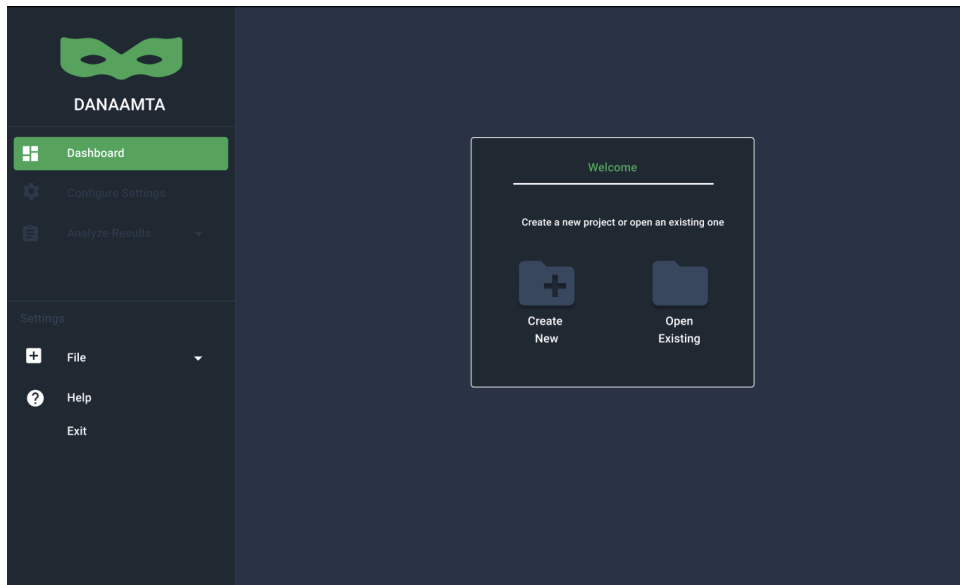 DANAAMTA
Dashboard
Configure Settings
Analyze Results
Settings
File
Help
Exit
Welcome
Create a new project or open an existing one
Create
New
Open
Existing